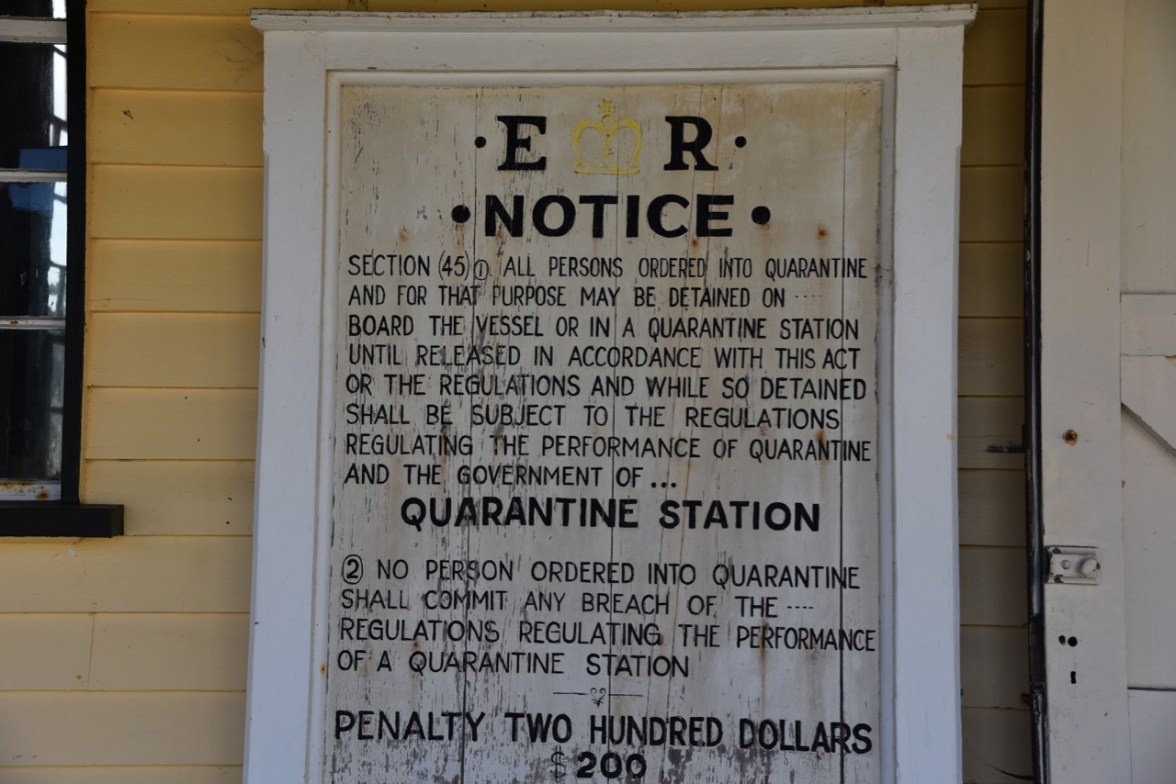 · E R ·
• NOTICE •
SECTION (45) ① ALL PERSONS ORDERED INTO QUARANTINE
AND FOR THAT PURPOSE MAY BE DETAINED ON ····
BOARD THE VESSEL OR IN A QUARANTINE STATION
UNTIL RELEASED IN ACCORDANCE WITH THIS ACT
OR THE REGULATIONS AND WHILE SO DETAINED
SHALL BE SUBJECT TO THE REGULATIONS
REGULATING THE PERFORMANCE OF QUARANTINE
AND THE GOVERNMENT OF ...
QUARANTINE STATION
② NO PERSON ORDERED INTO QUARANTINE
SHALL COMMIT ANY BREACH OF THE ····
REGULATIONS REGULATING THE PERFORMANCE
OF A QUARANTINE STATION
PENALTY TWO HUNDRED DOLLARS
$ 200